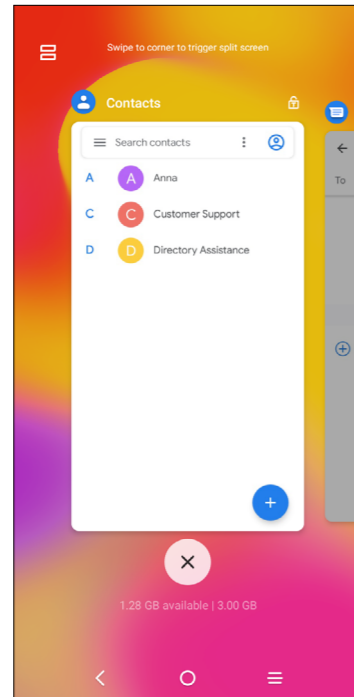 Swipe to corner to trigger split screen
Contacts
Search contacts
To
A A Anna
C C Customer Support
D D Directory Assistance
1.28 GB available | 3.00 GB